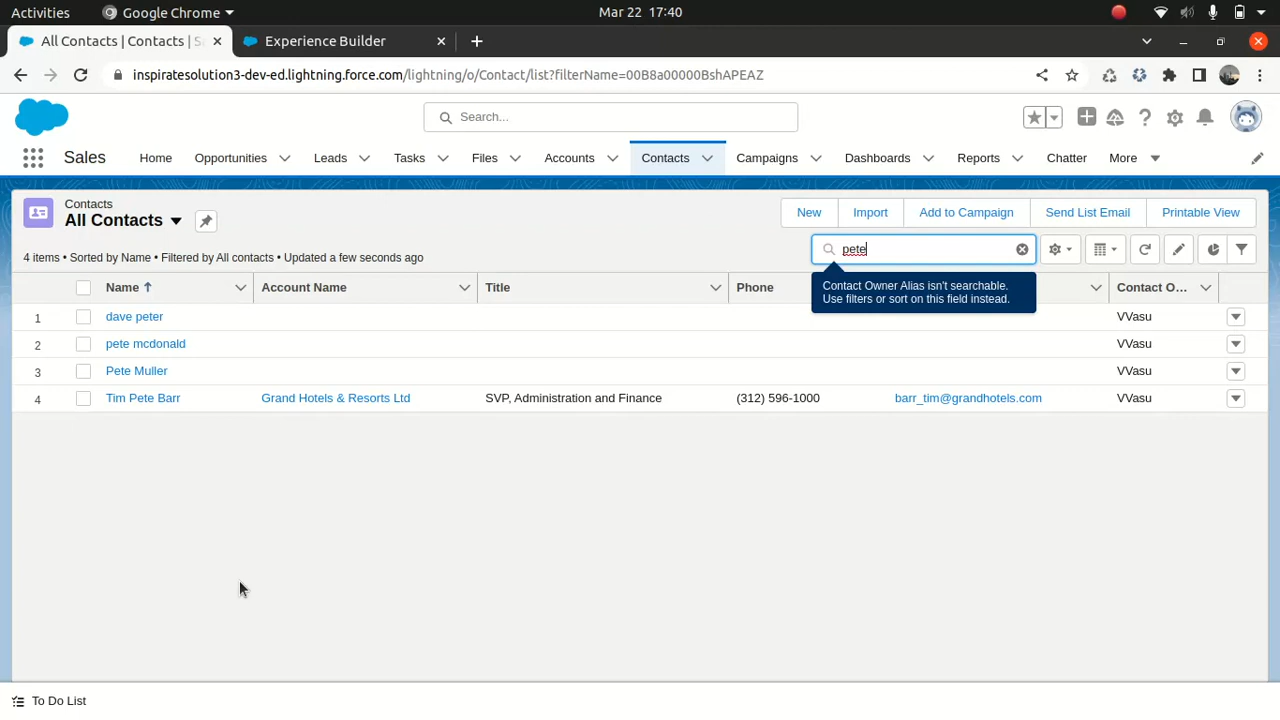 Activities Google Chrome Mar 22 17:40
All Contacts | Contacts | S Experience Builder
inspiratesolution3-dev-ed.lightning.force.com/lightning/o/Contact/list?filterName=00B8a00000BshAPEAZ
Search...
Sales Home Opportunities Leads Tasks Files Accounts Contacts Campaigns Dashboards Reports Chatter More
Contacts
All Contacts
New Import Add to Campaign Send List Email Printable View
4 items • Sorted by Name • Filtered by All contacts • Updated a few seconds ago
pete
Contact Owner Alias isn't searchable.
Use filters or sort on this field instead.
Name Account Name Title Phone Contact O...
1 dave peter VVasu
2 pete mcdonald VVasu
3 Pete Muller VVasu
4 Tim Pete Barr Grand Hotels & Resorts Ltd SVP, Administration and Finance (312) 596-1000 barr_tim@grandhotels.com VVasu
To Do List